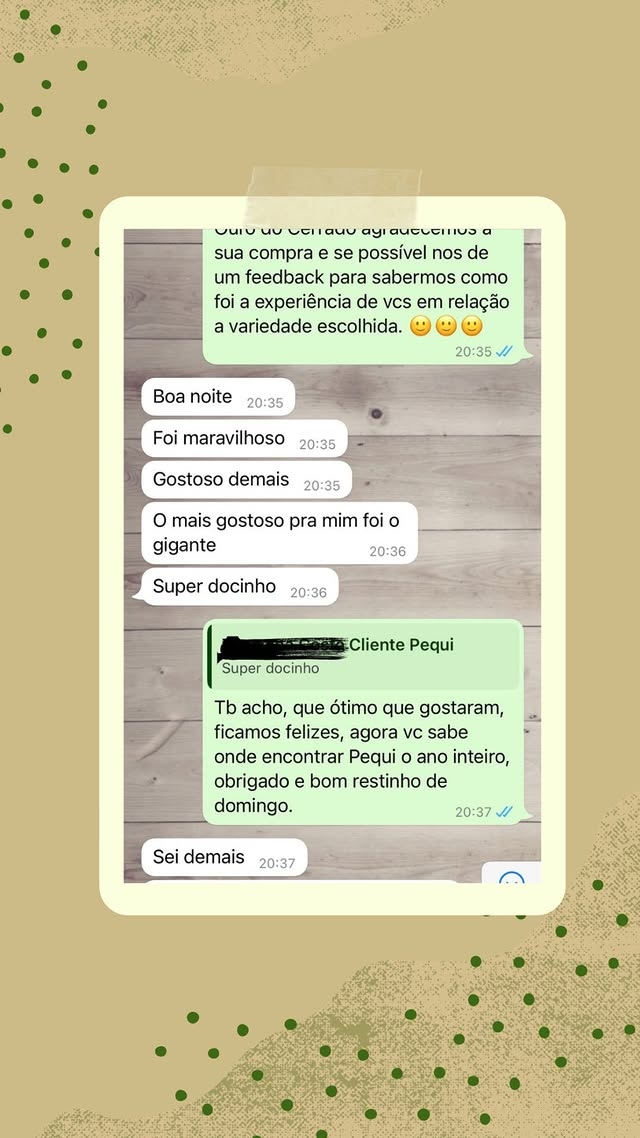 Ouro do Cerrado agradecemos a
sua compra e se possível nos de
um feedback para sabermos como
foi a experiência de vcs em relação
a variedade escolhida. 🙂🙂🙂
20:35
Boa noite 20:35
Foi maravilhoso 20:35
Gostoso demais 20:35
O mais gostoso pra mim foi o
gigante 20:36
Super docinho 20:36
Cliente Pequi
Super docinho
Tb acho, que ótimo que gostaram,
ficamos felizes, agora vc sabe
onde encontrar Pequi o ano inteiro,
obrigado e bom restinho de
domingo.
20:37
Sei demais 20:37